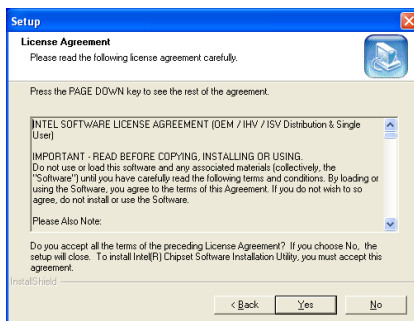 Setup
License Agreement
Please read the following license agreement carefully.
Press the PAGE DOWN key to see the rest of the agreement.
INTEL SOFTWARE LICENSE AGREEMENT (OEM / IHV / ISV Distribution & Single
User)
IMPORTANT - READ BEFORE COPYING, INSTALLING OR USING.
Do not use or load this software and any associated materials (collectively, the
"Software") until you have carefully read the following terms and conditions. By loading or
using the Software, you agree to the terms of this Agreement. If you do not wish to so
agree, do not install or use the Software.
Please Also Note:
Do you accept all the terms of the preceding License Agreement? If you choose No, the
setup will close. To install Intel(R) Chipset Software Installation Utility, you must accept this
agreement.
InstallShield
< Back Yes No